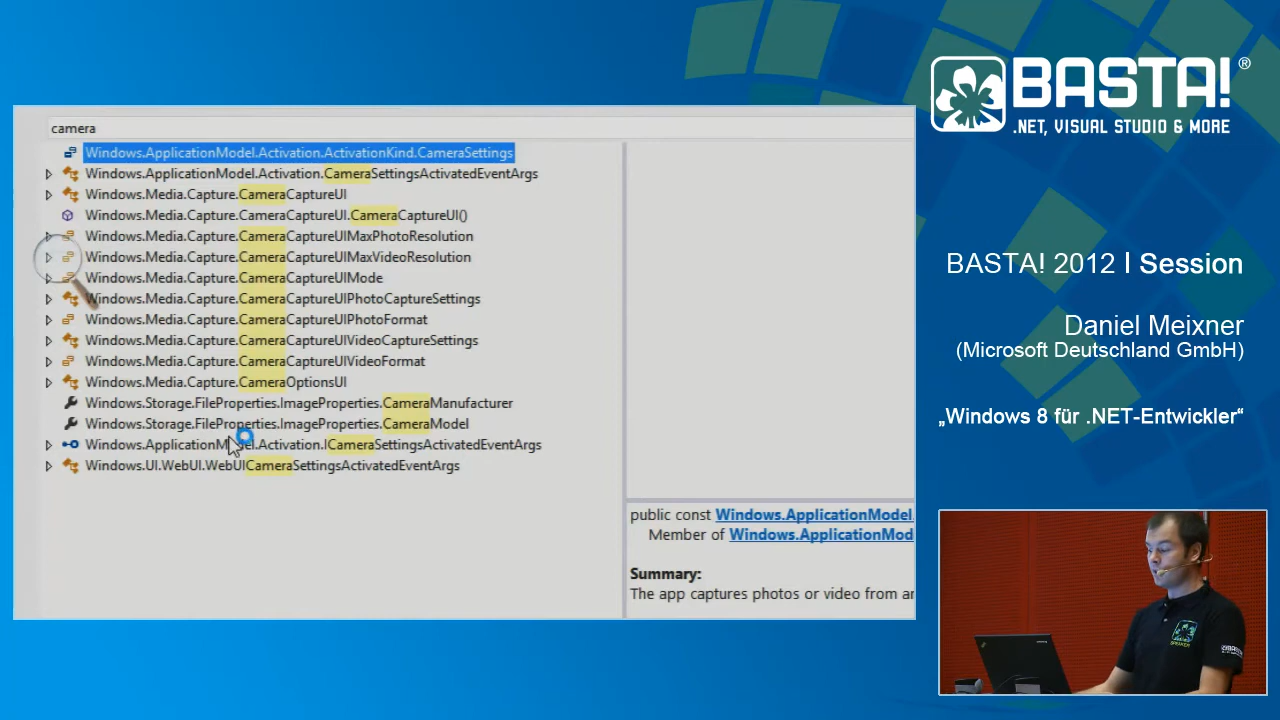 camera
Windows.ApplicationModel.Activation.ActivationKind.CameraSettings
Windows.ApplicationModel.Activation.CameraSettingsActivatedEventArgs
Windows.Media.Capture.CameraCaptureUI
Windows.Media.Capture.CameraCaptureUI.CameraCaptureUI()
Windows.Media.Capture.CameraCaptureUIMaxPhotoResolution
Windows.Media.Capture.CameraCaptureUIMaxVideoResolution
Windows.Media.Capture.CameraCaptureUIMode
Windows.Media.Capture.CameraCaptureUIPhotoCaptureSettings
Windows.Media.Capture.CameraCaptureUIPhotoFormat
Windows.Media.Capture.CameraCaptureUIVideoCaptureSettings
Windows.Media.Capture.CameraCaptureUIVideoFormat
Windows.Media.Capture.CameraOptionsUI
Windows.Storage.FileProperties.ImageProperties.CameraManufacturer
Windows.Storage.FileProperties.ImageProperties.CameraModel
Windows.ApplicationModel.Activation.ICameraSettingsActivatedEventArgs
Windows.UI.WebUI.WebUICameraSettingsActivatedEventArgs
public const Windows.ApplicationModel.
Member of Windows.ApplicationMod
Summary:
The app captures photos or video from an
BASTA!®
.NET, VISUAL STUDIO & MORE
BASTA! 2012 | Session
Daniel Meixner
(Microsoft Deutschland GmbH)
„Windows 8 für .NET-Entwickler“
SPEAKER
BASTA!